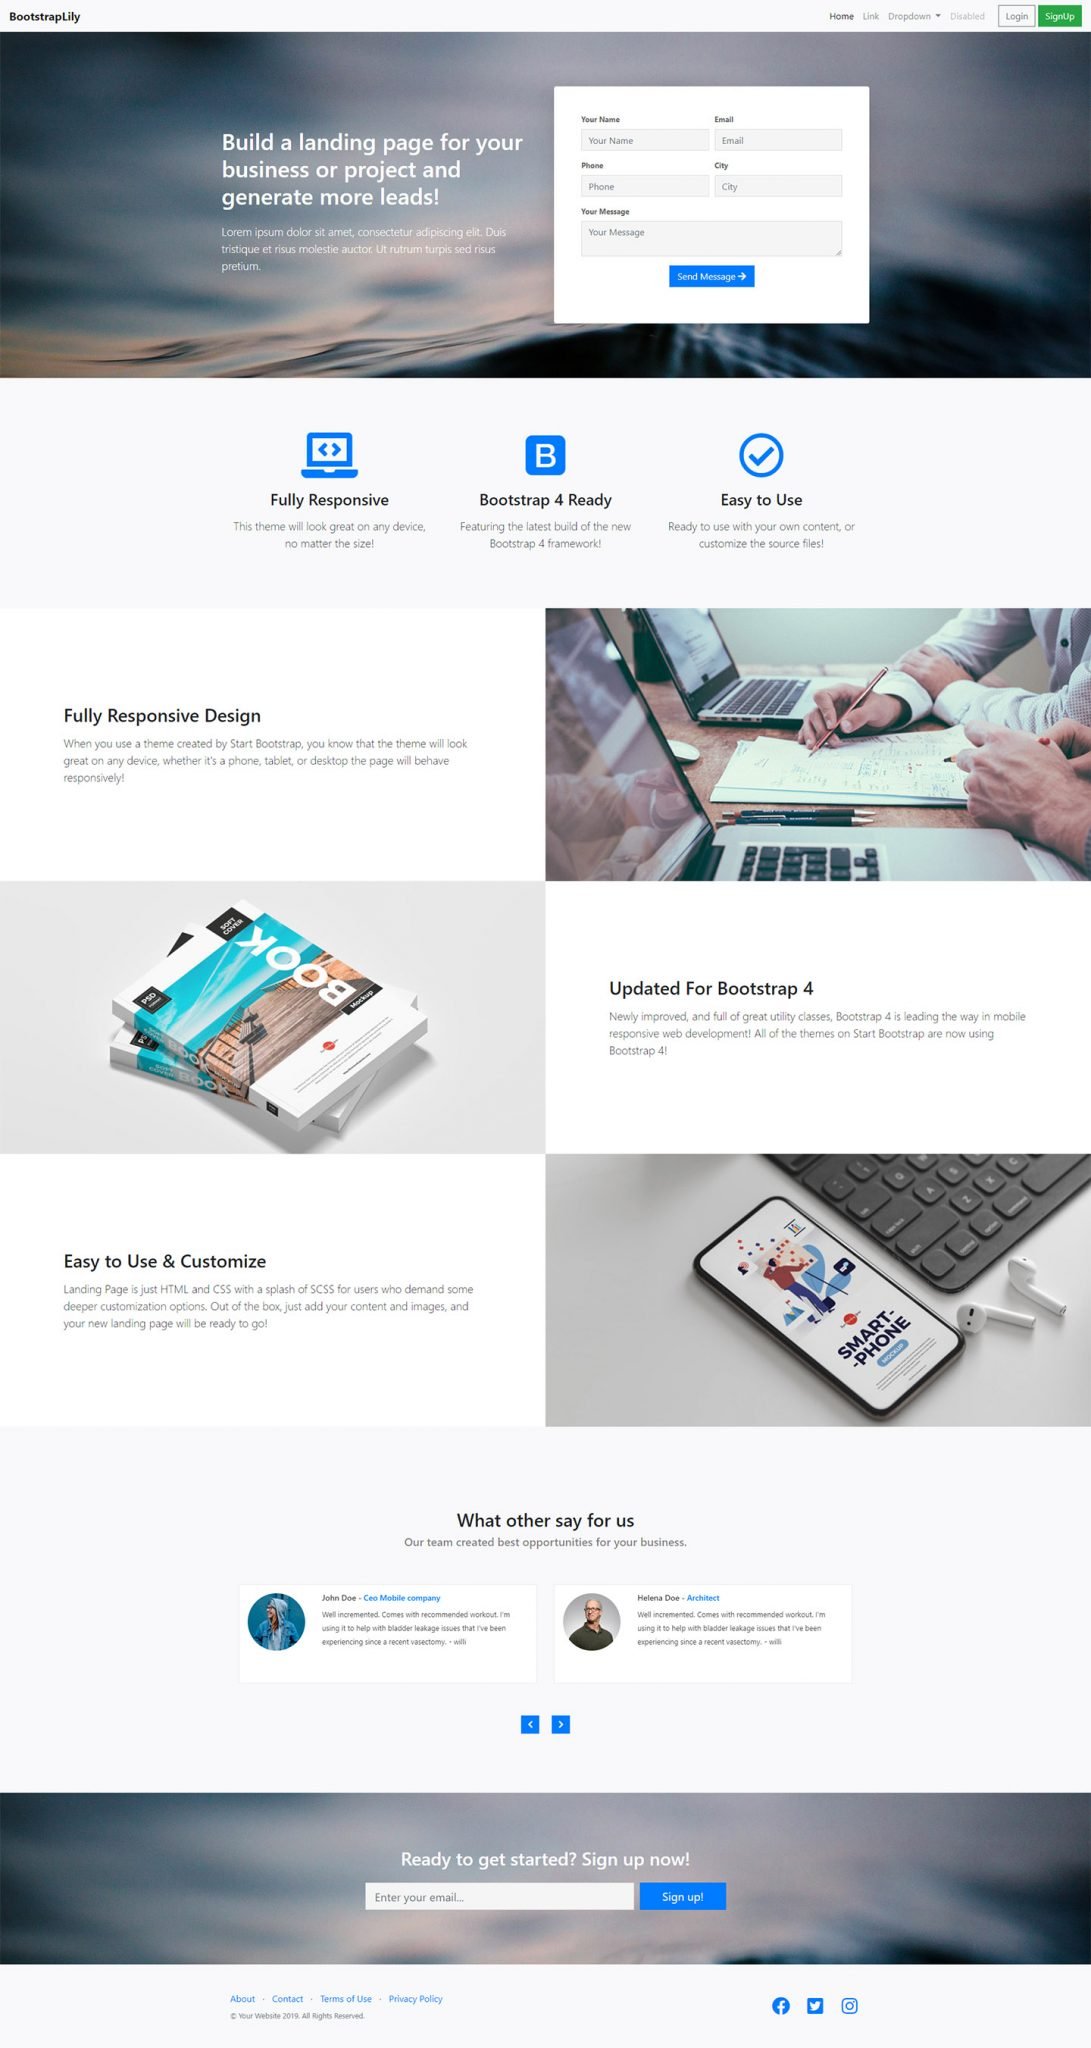 BootstrapLily
Home Link Dropdown Disabled Login SignUp
Build a landing page for your
business or project and
generate more leads!
Lorem ipsum dolor sit amet, consectetur adipiscing elit. Duis
tristique et risus molestie auctor. Ut rutrum turpis sed risus
pretium.
Your Name Email
Your Name Email
Phone City
Phone City
Your Message
Your Message
Send Message
Fully Responsive
This theme will look great on any device,
no matter the size!
Bootstrap 4 Ready
Featuring the latest build of the new
Bootstrap 4 framework!
Easy to Use
Ready to use with your own content, or
customize the source files!
Fully Responsive Design
When you use a theme created by Start Bootstrap, you know that the theme will look
great on any device, whether it's a phone, tablet, or desktop the page will behave
responsively!
SOFT
COVER
BOOK
PSD
Mockup
SOFT
COVER
BOOK
Updated For Bootstrap 4
Newly improved, and full of great utility classes, Bootstrap 4 is leading the way in mobile
responsive web development! All of the themes on Start Bootstrap are now using
Bootstrap 4!
Easy to Use & Customize
Landing Page is just HTML and CSS with a splash of SCSS for users who demand some
deeper customization options. Out of the box, just add your content and images, and
your new landing page will be ready to go!
SMART-
-PHONE
MOCKUP
What other say for us
Our team created best opportunities for your business.
John Doe - Ceo Mobile company
Well incremented. Comes with recommended workout. I'm
using it to help with bladder leakage issues that I've been
experiencing since a recent vasectomy. - willi
Helena Doe - Architect
Well incremented. Comes with recommended workout. I'm
using it to help with bladder leakage issues that I've been
experiencing since a recent vasectomy. - willi
Ready to get started? Sign up now!
Enter your email... Sign up!
About · Contact · Terms of Use · Privacy Policy
© Your Website 2019. All Rights Reserved.